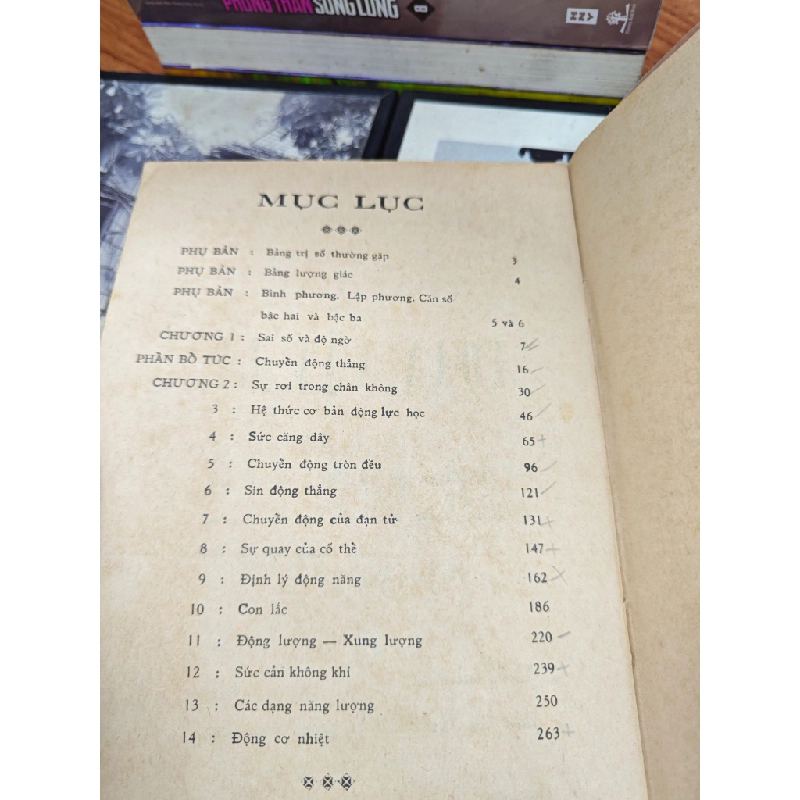 PHONG THẦN SONG LONG 8
MỤC LỤC
PHỤ BẢN : Bảng trị số thường gặp 3
PHỤ BẢN : Bảng lượng giác 4
PHỤ BẢN : Bình phương, Lập phương, Căn số
bậc hai và bậc ba 5 và 6
CHƯƠNG 1 : Sai số và độ ngờ 7
PHẦN BỔ TÚC : Chuyển động thẳng 16
CHƯƠNG 2 : Sự rơi trong chân không 30
3 : Hệ thức cơ bản động lực học 46
4 : Sức căng dây 65
5 : Chuyển động tròn đều 96
6 : Sin động thẳng 121
7 : Chuyển động của đạn tử 131
8 : Sự quay của cố thể 147
9 : Định lý động năng 162
10 : Con lắc 186
11 : Động lượng — Xung lượng 220
12 : Sức cản không khí 239
13 : Các dạng năng lượng 250
14 : Động cơ nhiệt 263